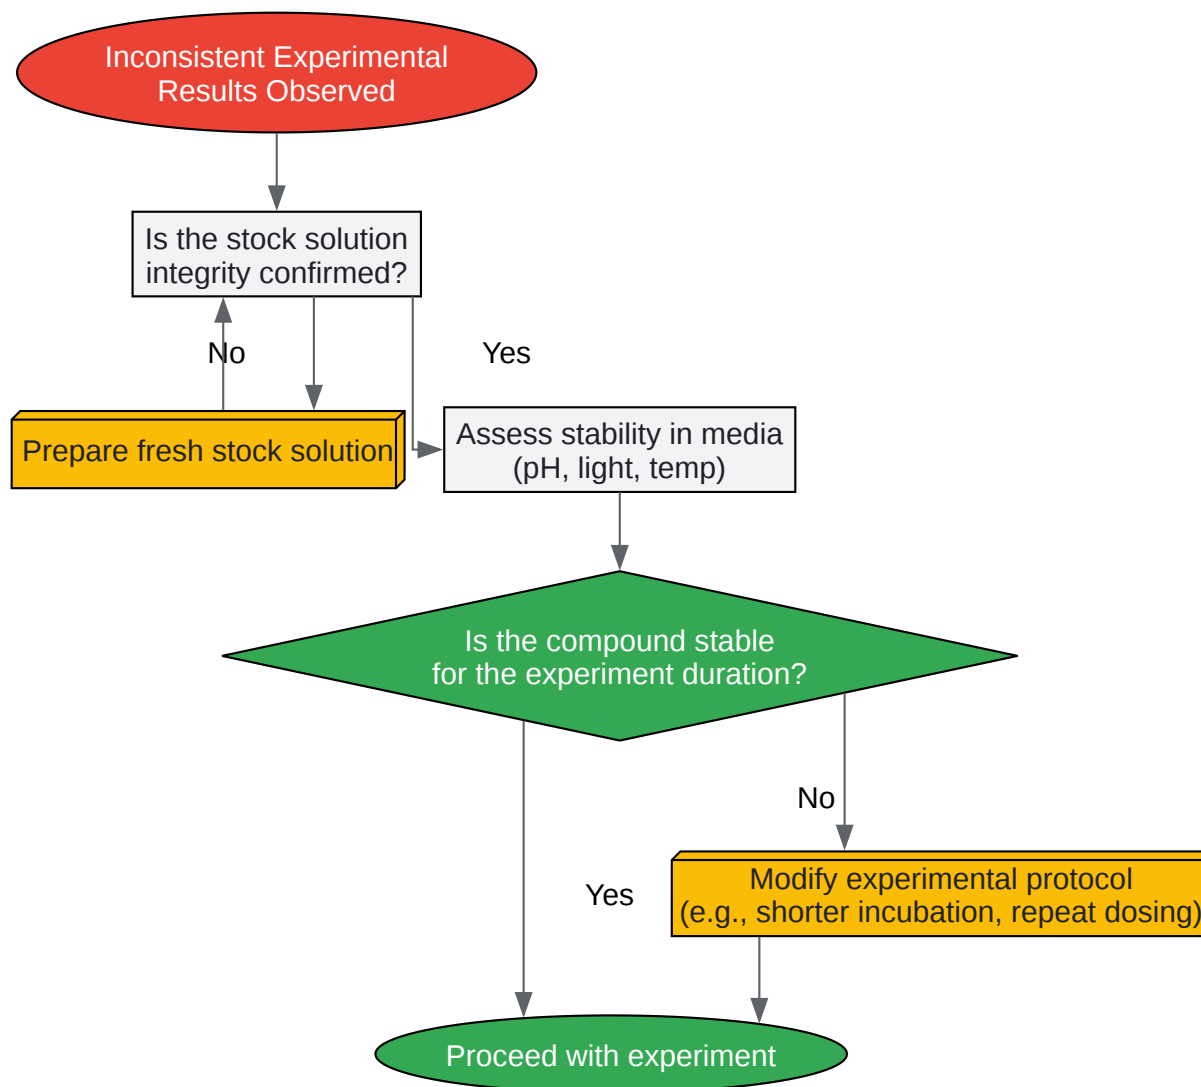 Inconsistent Experimental
Results Observed
Is the stock solution
integrity confirmed?
No
Yes
Prepare fresh stock solution
Assess stability in media
(pH, light, temp)
Is the compound stable
for the experiment duration?
No
Yes
Modify experimental protocol
(e.g., shorter incubation, repeat dosing)
Proceed with experiment